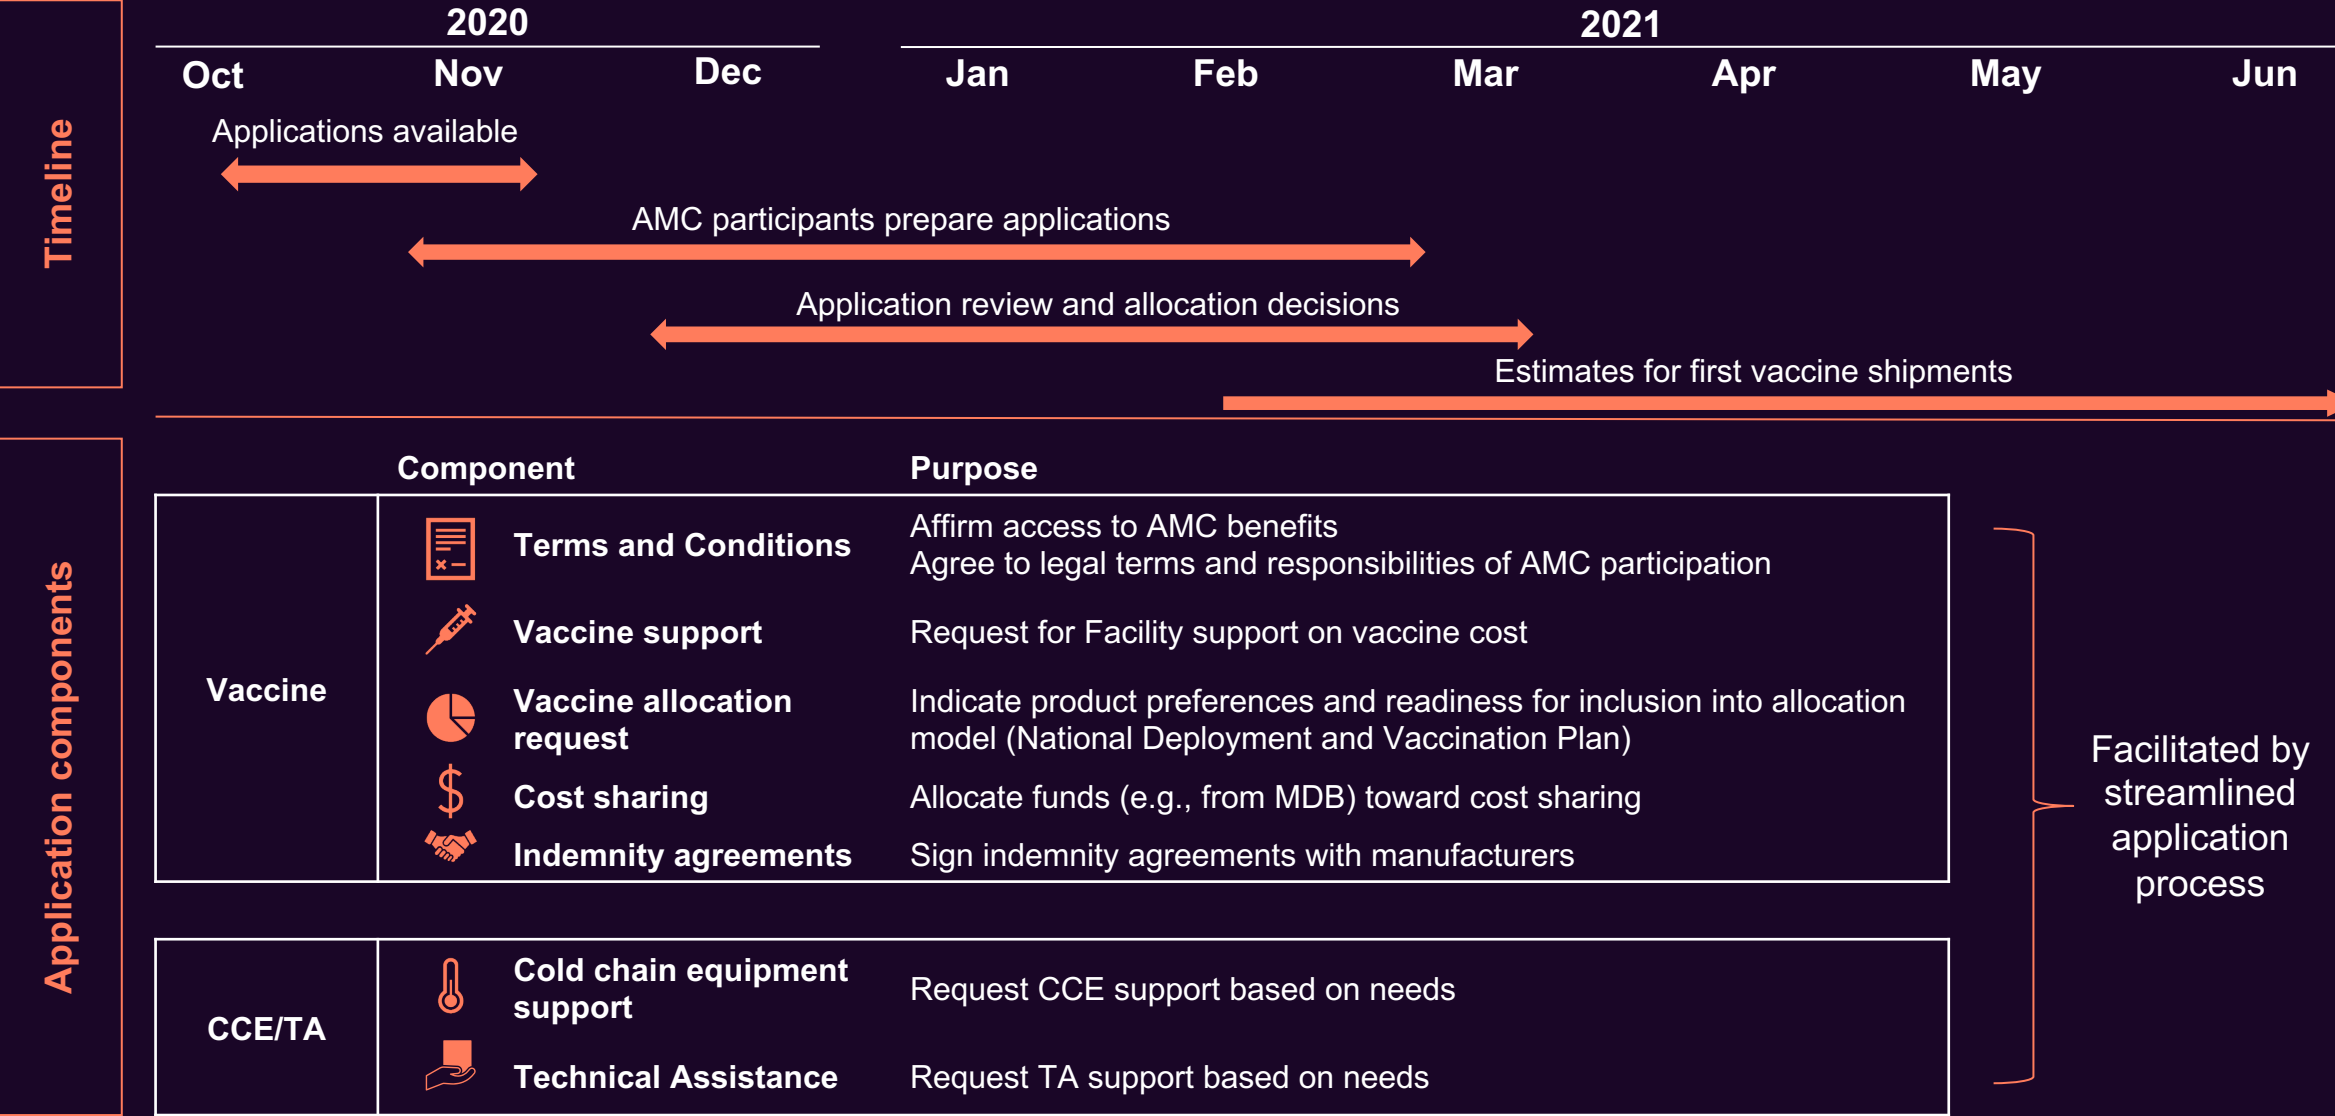 2020
2021
Oct
Nov
Dec
Jan
Feb
Mar
Apr
May
Jun
Timeline
Applications available
AMC participants prepare applications
Application review and allocation decisions
Estimates for first vaccine shipments
Application components
Component
Purpose
Vaccine
Terms and Conditions
Affirm access to AMC benefits
Agree to legal terms and responsibilities of AMC participation
Vaccine support
Request for Facility support on vaccine cost
Vaccine allocation
request
Indicate product preferences and readiness for inclusion into allocation
model (National Deployment and Vaccination Plan)
Cost sharing
Allocate funds (e.g., from MDB) toward cost sharing
Indemnity agreements
Sign indemnity agreements with manufacturers
CCE/TA
Cold chain equipment
support
Request CCE support based on needs
Technical Assistance
Request TA support based on needs
Facilitated by
streamlined
application
process